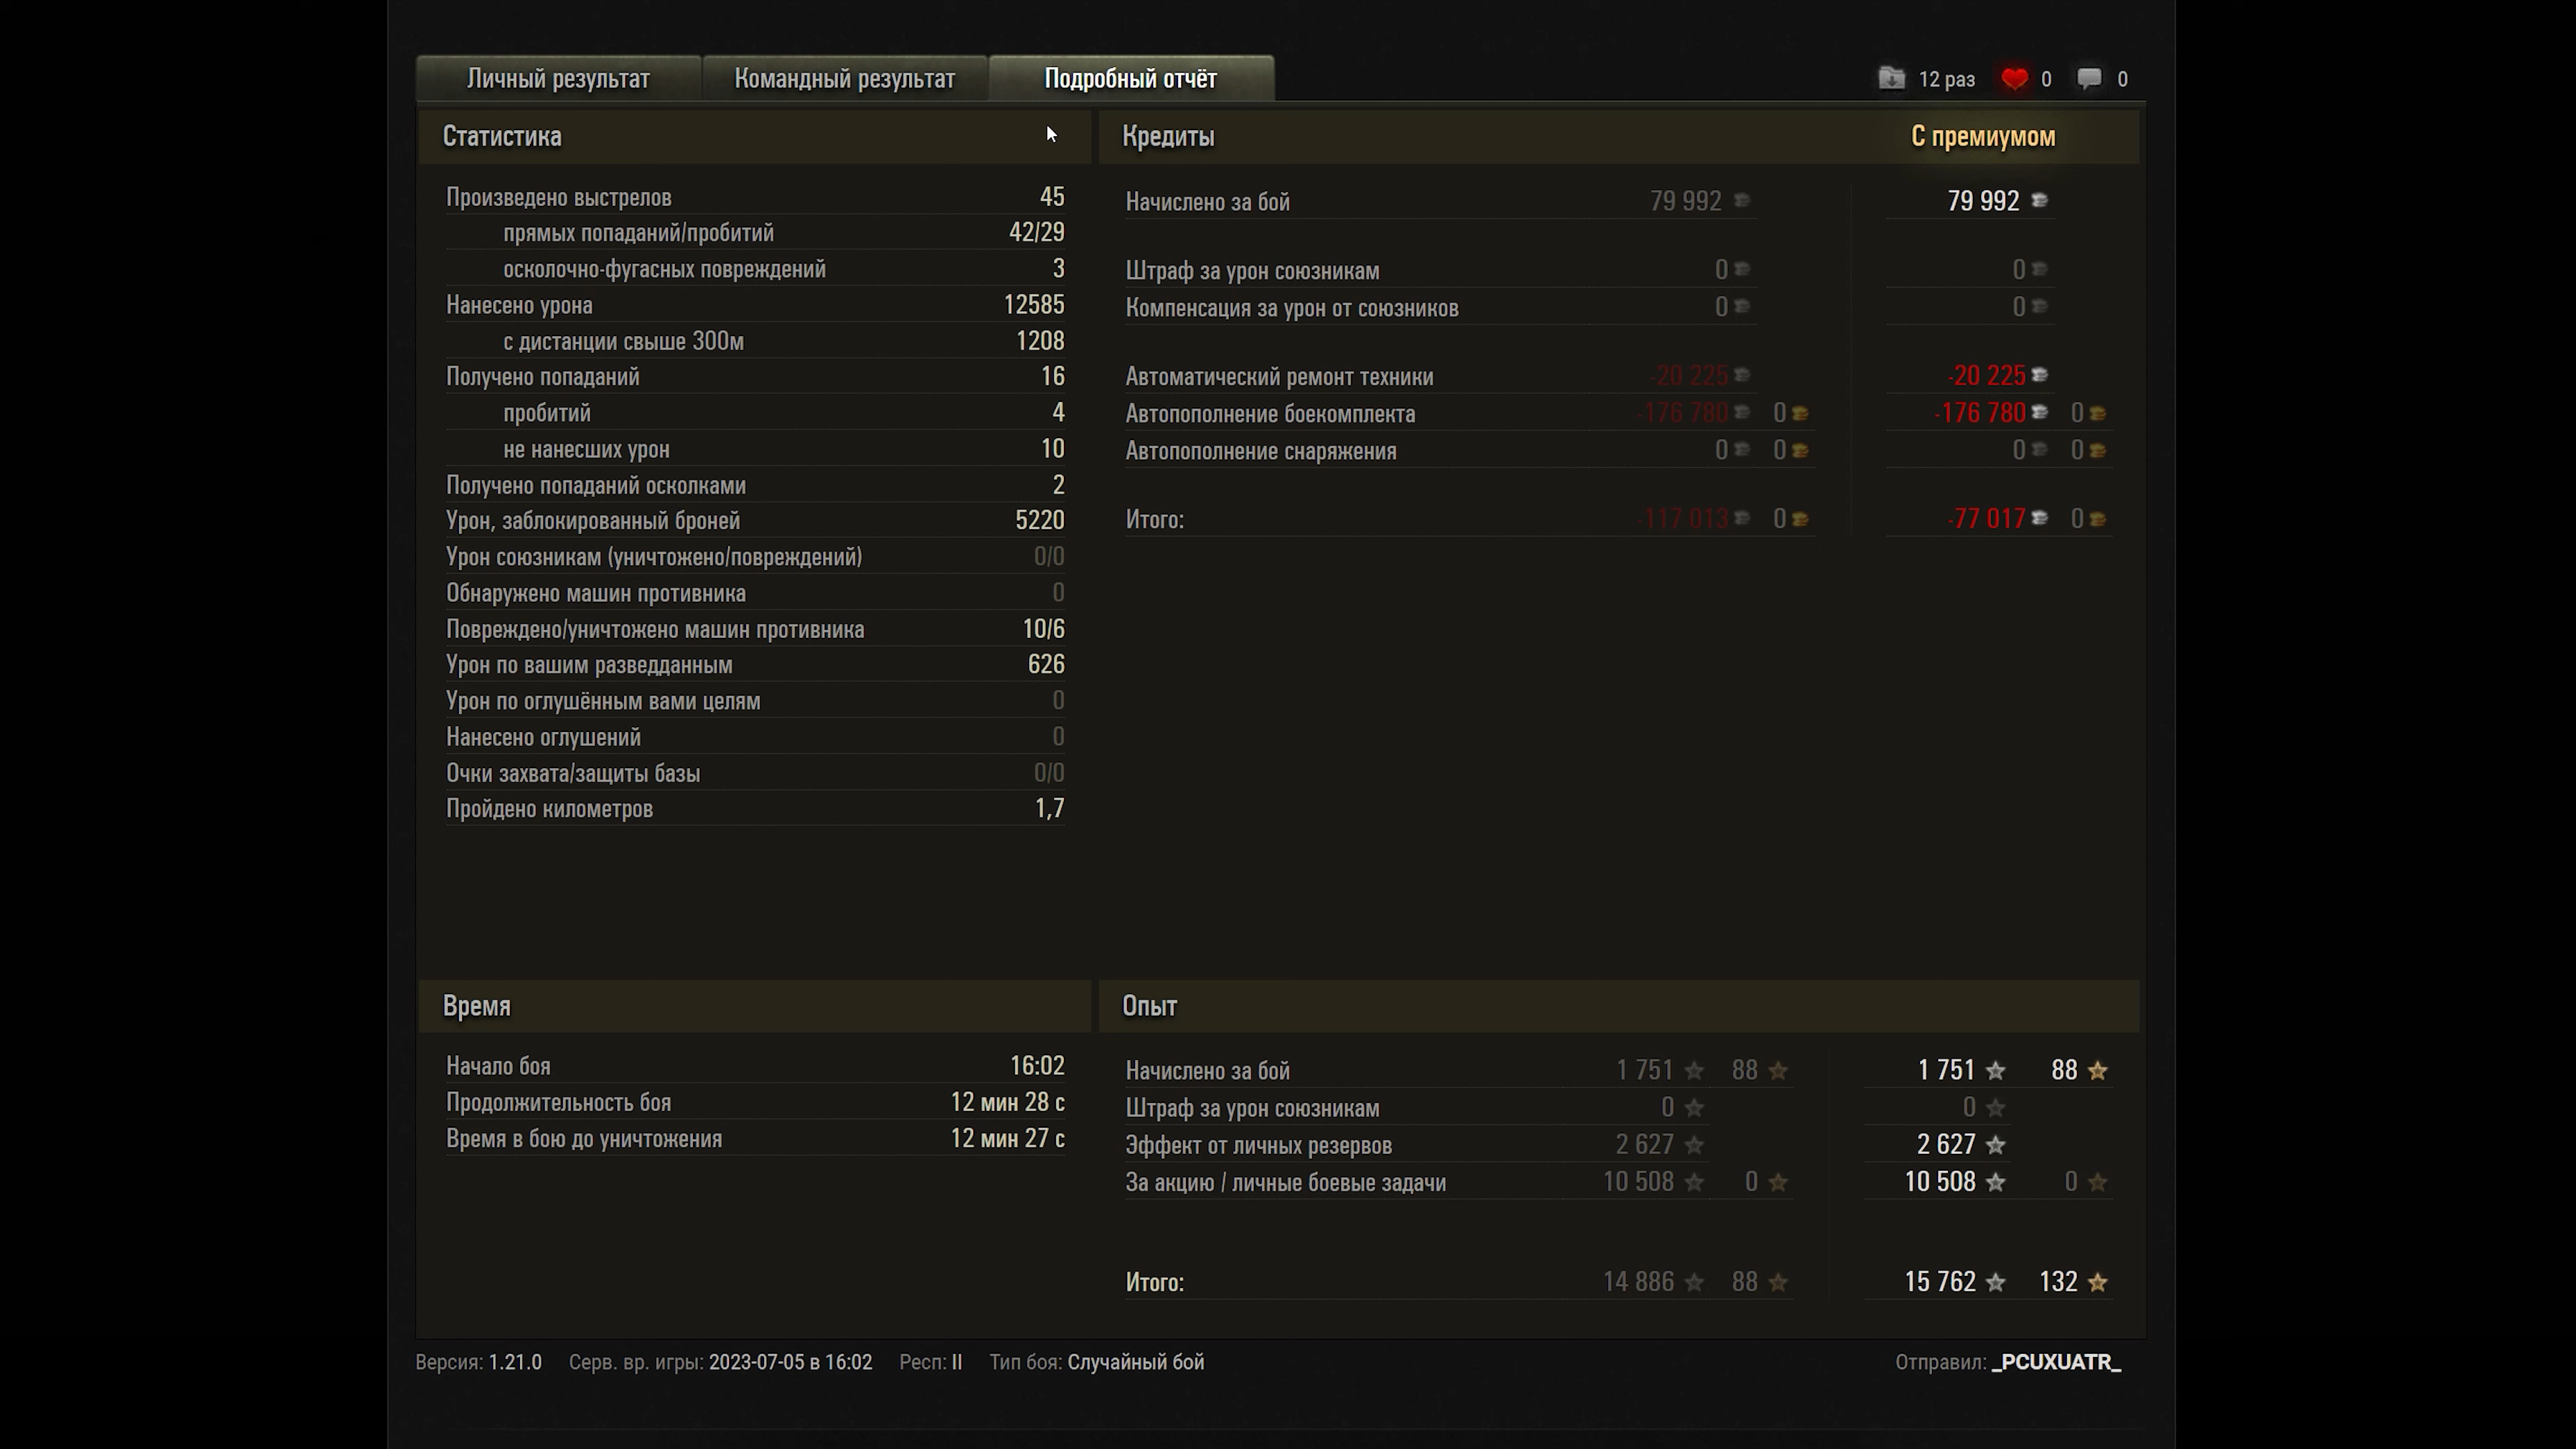 Личный результат
Командный результат
Подробный отчёт
12 раз
0
0
Статистика
Произведено выстрелов 45
прямых попаданий/пробитий 42/29
осколочно-фугасных повреждений 3
Нанесено урона 12585
с дистанции свыше 300м 1208
Получено попаданий 16
пробитий 4
не нанесших урон 10
Получено попаданий осколками 2
Урон, заблокированный броней 5220
Урон союзникам (уничтожено/повреждений) 0/0
Обнаружено машин противника 0
Повреждено/уничтожено машин противника 10/6
Урон по вашим разведданным 626
Урон по оглушённым вами целям 0
Нанесено оглушений 0
Очки захвата/защиты базы 0/0
Пройдено километров 1,7
Кредиты С премиумом
Начислено за бой 79 992 79 992
Штраф за урон союзникам 0 0
Компенсация за урон от союзников 0 0
Автоматический ремонт техники -20 225 -20 225
Автопополнение боекомплекта -176 780 0 -176 780 0
Автопополнение снаряжения 0 0 0 0
Итого: -117 013 0 -77 017 0
Время
Начало боя 16:02
Продолжительность боя 12 мин 28 с
Время в бою до уничтожения 12 мин 27 с
Опыт
Начислено за бой 1 751 88 1 751 88
Штраф за урон союзникам 0 0
Эффект от личных резервов 2 627 2 627
За акцию / личные боевые задачи 10 508 0 10 508 0
Итого: 14 886 88 15 762 132
Версия: 1.21.0 Серв. вр. игры: 2023-07-05 в 16:02 Респ: II Тип боя: Случайный бой Отправил: _PCUXUATR_